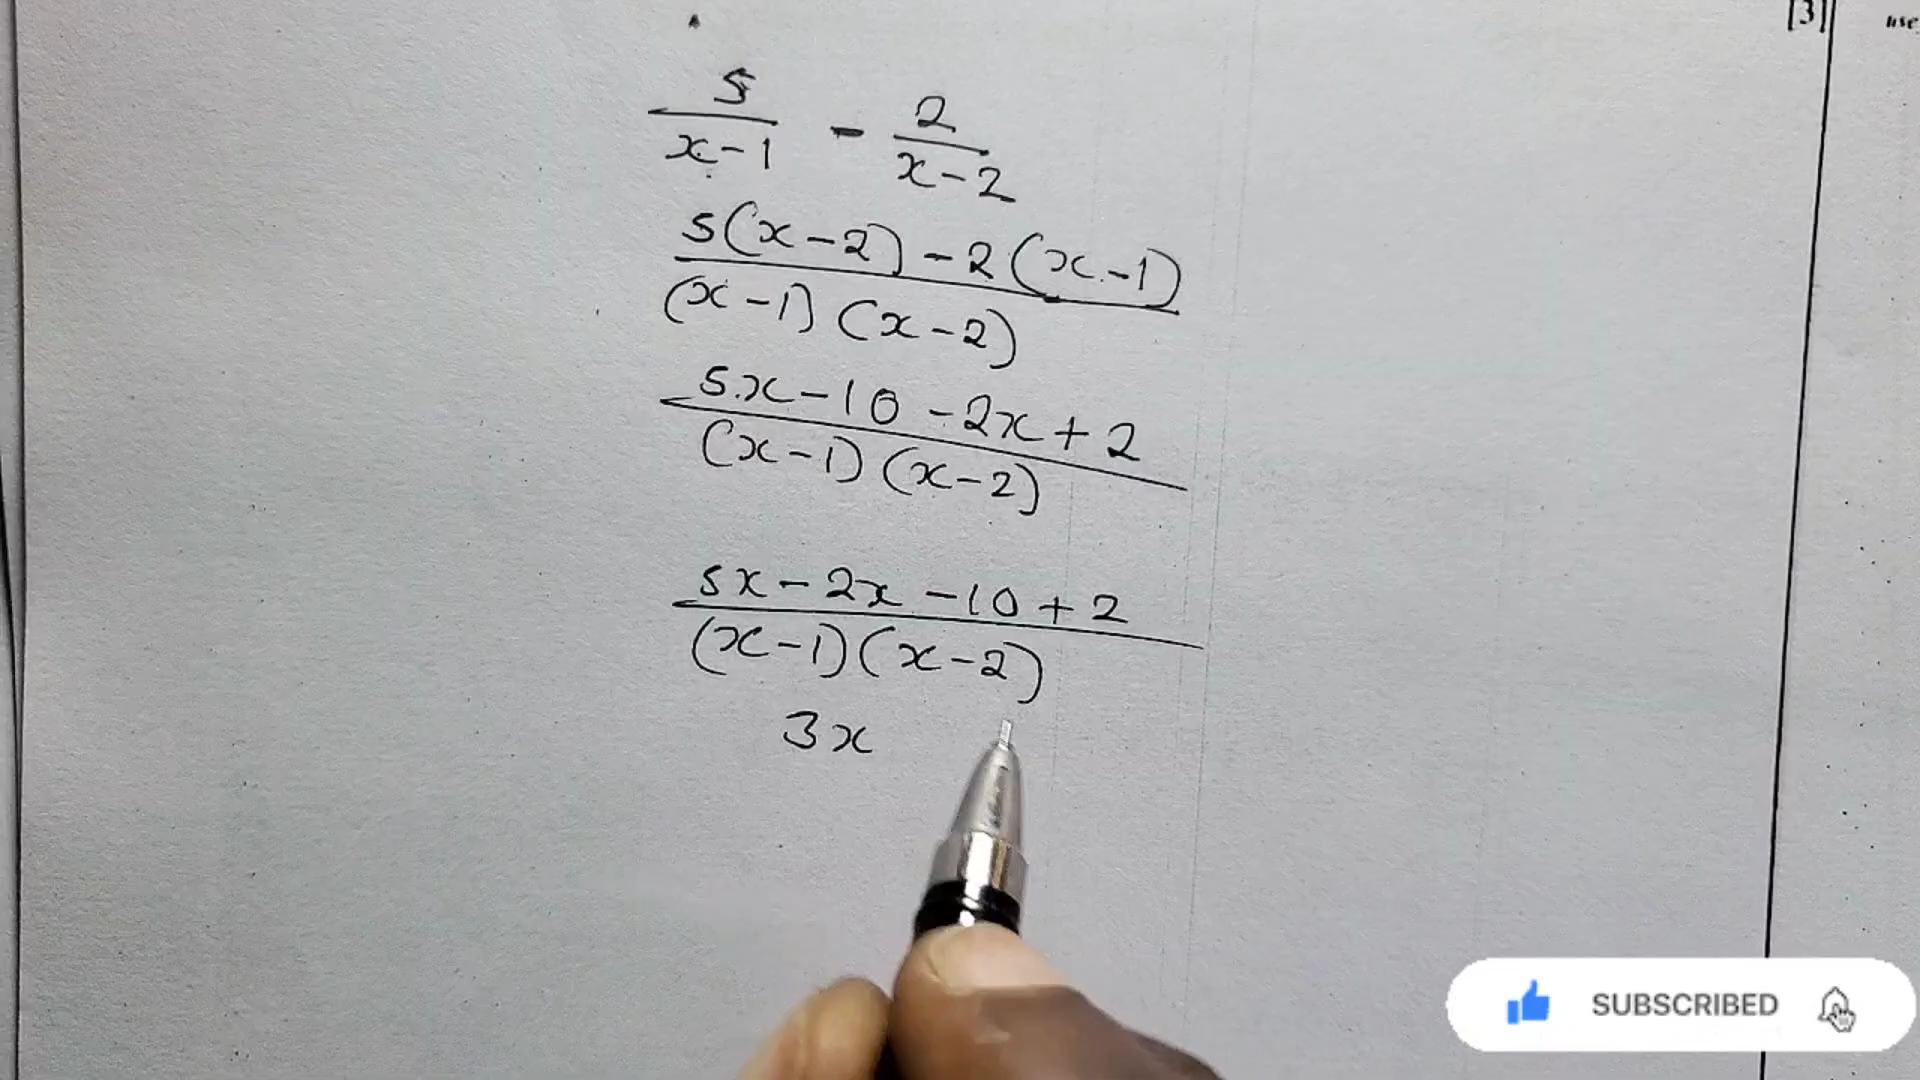 [3]
use
5/(x-1) - 2/(x-2)
5(x-2) - 2(x-1)
(x-1)(x-2)
5x-10-2x+2
(x-1)(x-2)
5x-2x-10+2
(x-1)(x-2)
3x
SUBSCRIBED